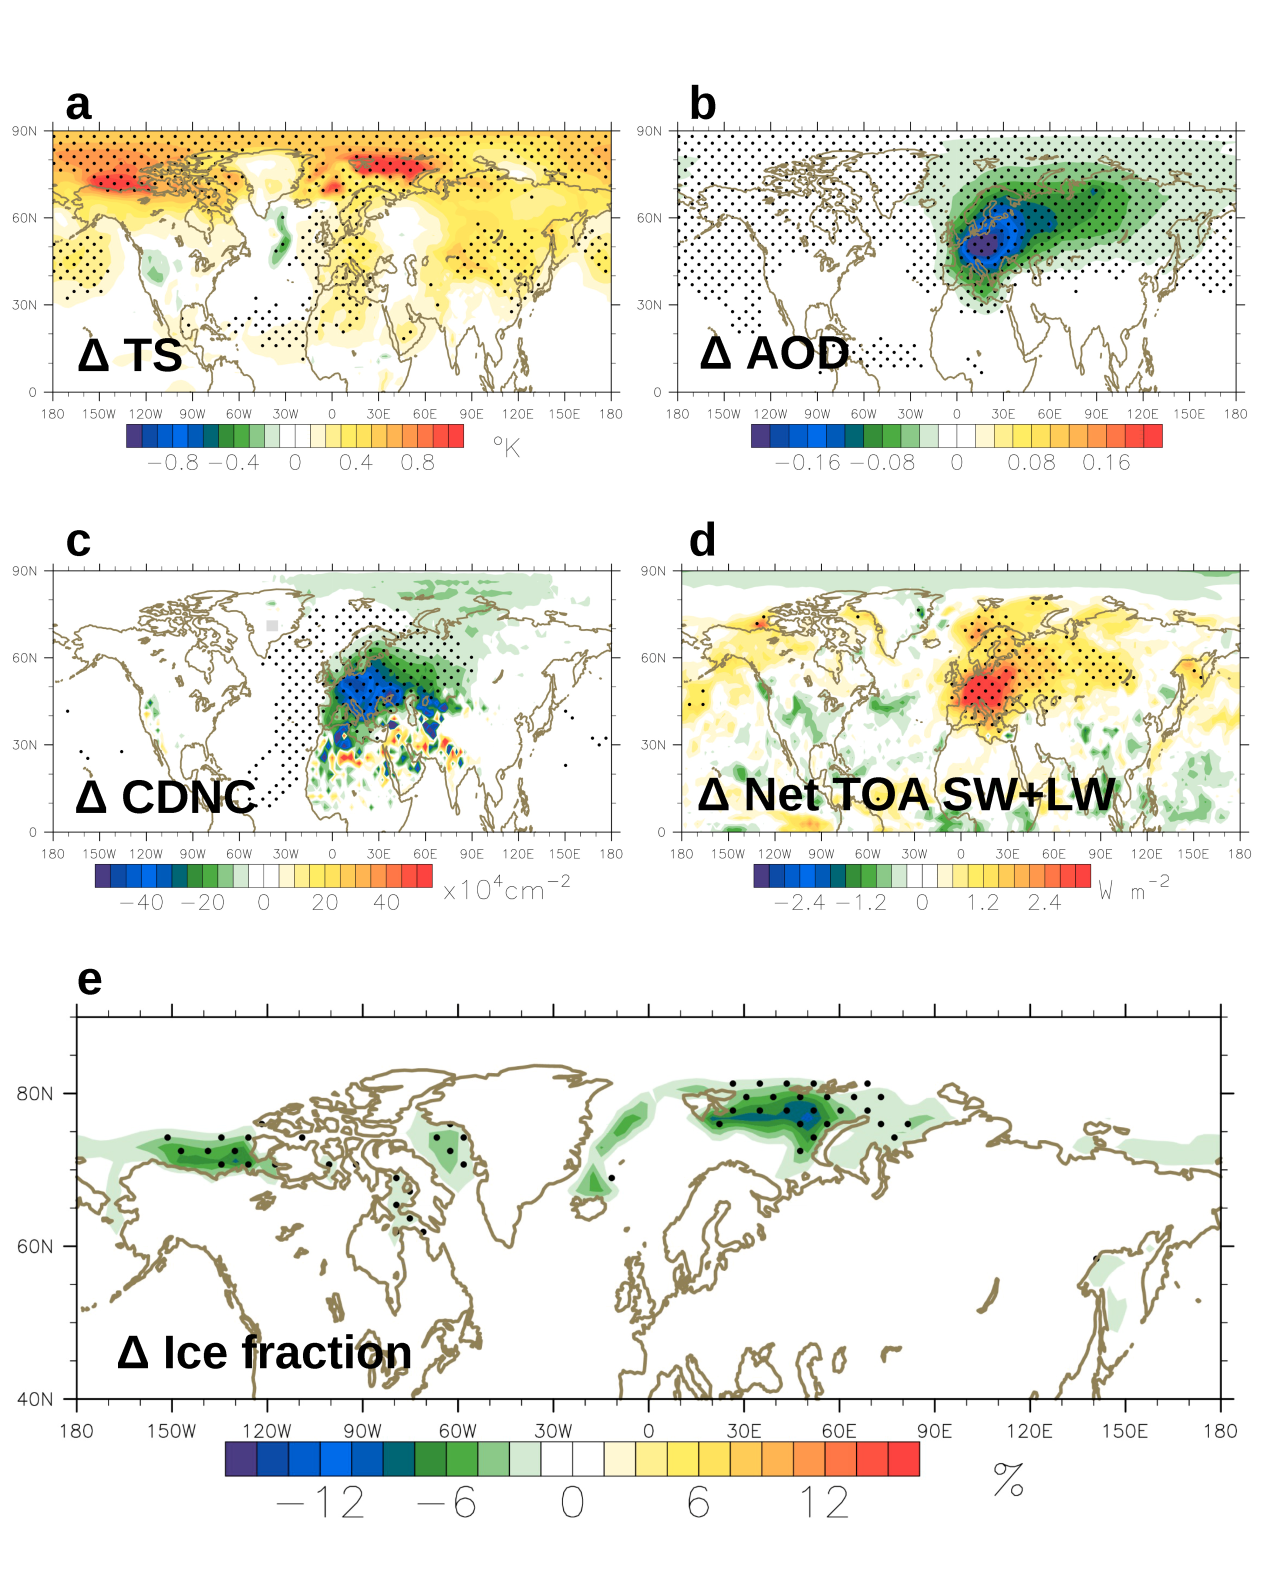 a
90N
60N
30N
0
Δ TS
180 150W 120W 90W 60W 30W 0 30E 60E 90E 120E 150E 180
−0.8 −0.4 0 0.4 0.8
°K
b
90N
60N
30N
0
Δ AOD
180 150W 120W 90W 60W 30W 0 30E 60E 90E 120E 150E 180
−0.16 −0.08 0 0.08 0.16
c
90N
60N
30N
0
Δ CDNC
180 150W 120W 90W 60W 30W 0 30E 60E 90E 120E 150E 180
−40 −20 0 20 40
x10⁴cm⁻²
d
90N
60N
30N
0
Δ Net TOA SW+LW
180 150W 120W 90W 60W 30W 0 30E 60E 90E 120E 150E 180
−2.4 −1.2 0 1.2 2.4
W m⁻²
e
80N
60N
40N
Δ Ice fraction
180 150W 120W 90W 60W 30W 0 30E 60E 90E 120E 150E 180
−12 −6 0 6 12
%